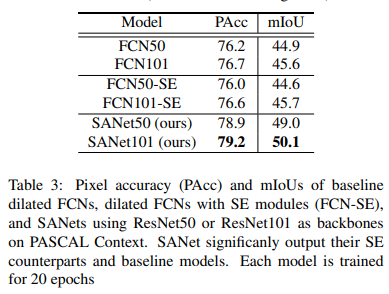 Model PAcc mIoU
FCN50 76.2 44.9
FCN101 76.7 45.6
FCN50-SE 76.0 44.6
FCN101-SE 76.6 45.7
SANet50 (ours) 78.9 49.0
SANet101 (ours) 79.2 50.1
Table 3: Pixel accuracy (PAcc) and mIoUs of baseline
dilated FCNs, dilated FCNs with SE modules (FCN-SE),
and SANets using ResNet50 or ResNet101 as backbones
on PASCAL Context. SANet significanly output their SE
counterparts and baseline models. Each model is trained
for 20 epochs